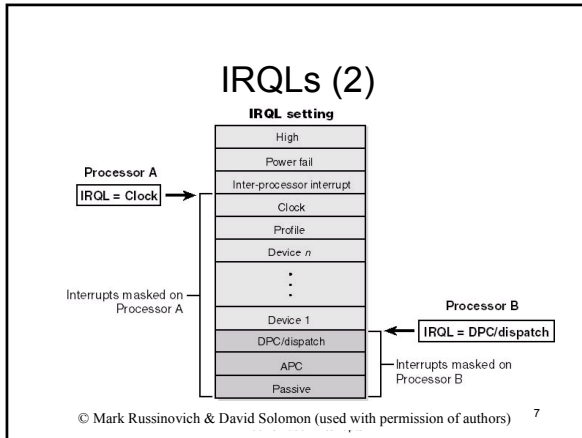 IRQLs (2)
IRQL setting
High
Power fail
Inter-processor interrupt
Clock
Profile
Device n
Device 1
DPC/dispatch
APC
Passive
Processor A
IRQL = Clock
Interrupts masked on
Processor A
Processor B
IRQL = DPC/dispatch
Interrupts masked on
Processor B
© Mark Russinovich & David Solomon (used with permission of authors)
7